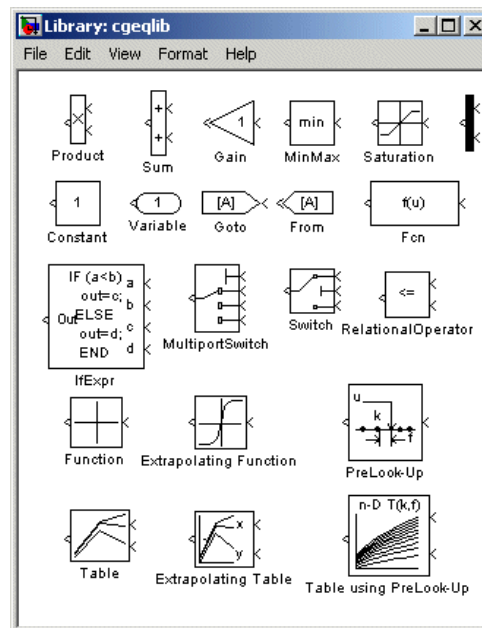 Library: cgeqlib
File Edit View Format Help
× + + 1 min
Product Sum Gain MinMax Saturation
1 1 [A] [A] f(u)
Constant Variable Goto From Fcn
IF (a<b) a
out=c; b
Out ELSE c
out=d; d
END
<=
IfExpr MultiportSwitch Switch RelationalOperator
u
k
f
Function Extrapolating Function PreLook-Up
x
y
n-D T(k,f)
Table Extrapolating Table Table using PreLook-Up